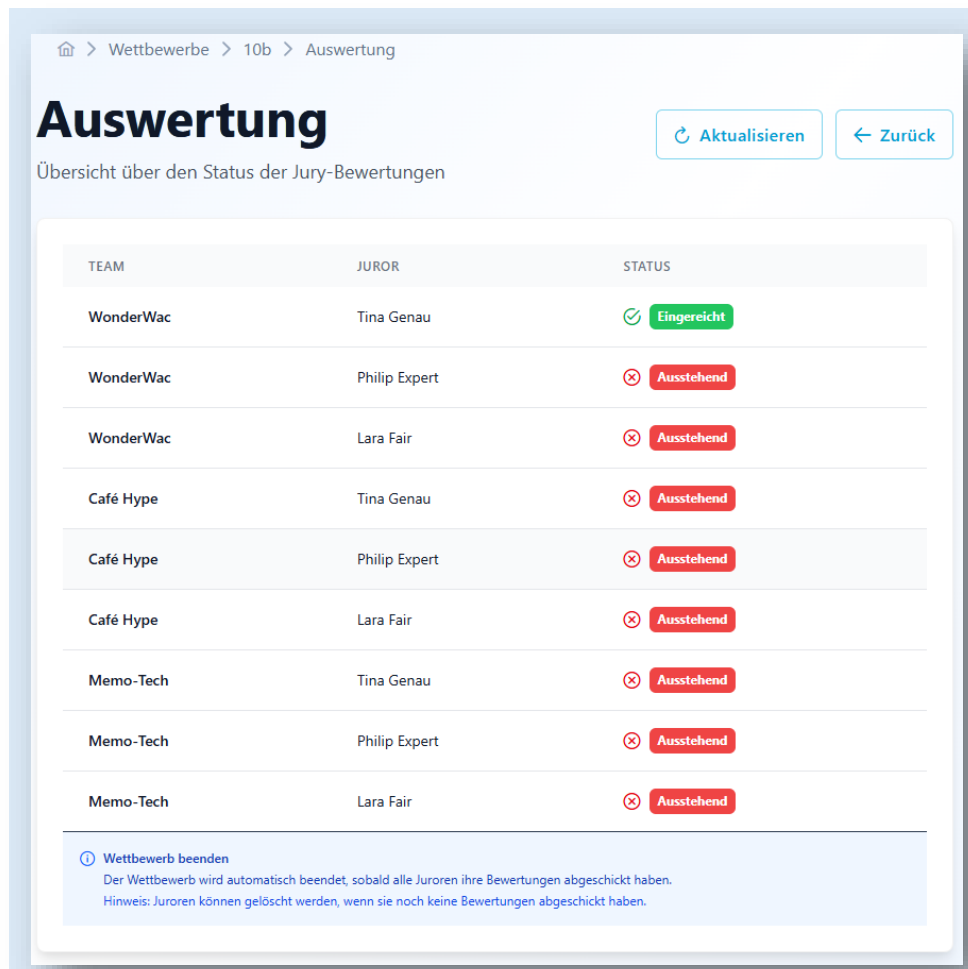 Wettbewerbe > 10b > Auswertung
Auswertung
Aktualisieren
← Zurück
Übersicht über den Status der Jury-Bewertungen
TEAM JUROR STATUS
WonderWac Tina Genau Eingereicht
WonderWac Philip Expert Ausstehend
WonderWac Lara Fair Ausstehend
Café Hype Tina Genau Ausstehend
Café Hype Philip Expert Ausstehend
Café Hype Lara Fair Ausstehend
Memo-Tech Tina Genau Ausstehend
Memo-Tech Philip Expert Ausstehend
Memo-Tech Lara Fair Ausstehend
Wettbewerb beenden
Der Wettbewerb wird automatisch beendet, sobald alle Juroren ihre Bewertungen abgeschickt haben.
Hinweis: Juroren können gelöscht werden, wenn sie noch keine Bewertungen abgeschickt haben.